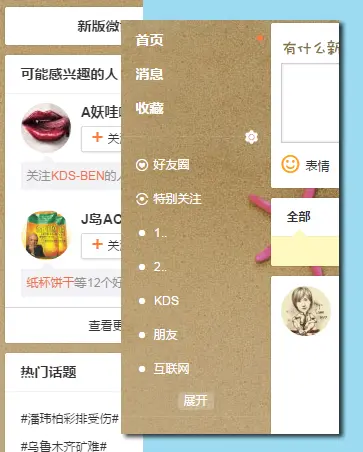 新版微
可能感兴趣的人
A妖哇
+ 关
关注KDS-BEN的人
J岛AC
+ 关
纸杯饼干等12个好
查看更
热门话题
#潘玮柏彩排受伤#
#乌鲁木齐矿难#
首页
消息
收藏
好友圈
特别关注
1..
2..
KDS
朋友
互联网
展开
有什么新
表情
全部